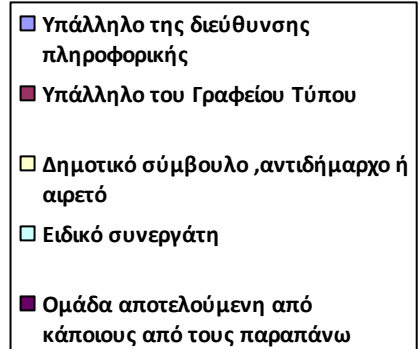 Υπάλληλο της διεύθυνσης
πληροφορικής
Υπάλληλο του Γραφείου Τύπου
Δημοτικό σύμβουλο ,αντιδήμαρχο ή
αιρετό
Ειδικό συνεργάτη
Ομάδα αποτελούμενη από
κάποιους από τους παραπάνω